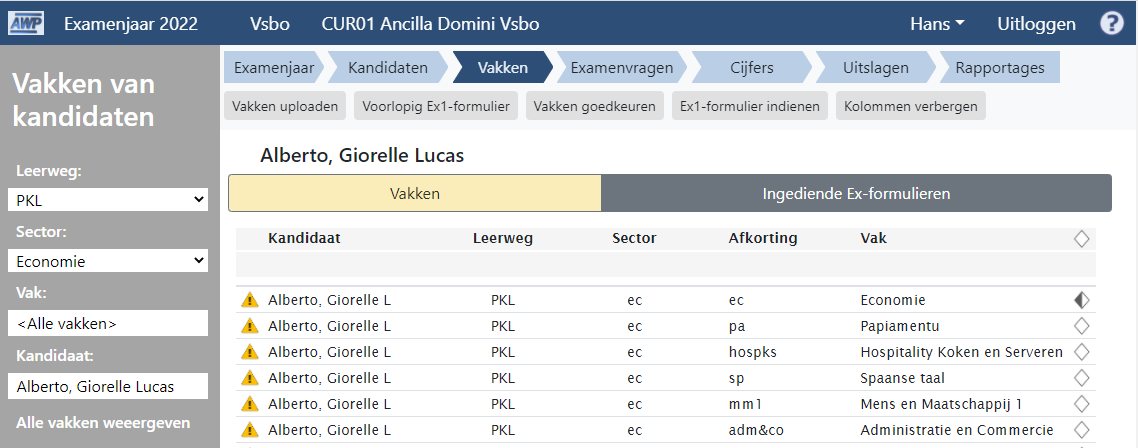 AWP Examenjaar 2022 Vsbo CUR01 Ancilla Domini Vsbo Hans Uitloggen ?
Vakken van
kandidaten
Leerweg:
PKL
Sector:
Economie
Vak:
<Alle vakken>
Kandidaat:
Alberto, Giorelle Lucas
Alle vakken weeergeven
Examenjaar Kandidaten Vakken Examenvragen Cijfers Uitslagen Rapportages
Vakken uploaden Voorlopig Ex1-formulier Vakken goedkeuren Ex1-formulier indienen Kolommen verbergen
Alberto, Giorelle Lucas
Vakken Ingediende Ex-formulieren
Kandidaat Leerweg Sector Afkorting Vak
Alberto, Giorelle L PKL ec ec Economie
Alberto, Giorelle L PKL ec pa Papiamentu
Alberto, Giorelle L PKL ec hospks Hospitality Koken en Serveren
Alberto, Giorelle L PKL ec sp Spaanse taal
Alberto, Giorelle L PKL ec mm1 Mens en Maatschappij 1
Alberto, Giorelle L PKL ec adm&co Administratie en Commercie